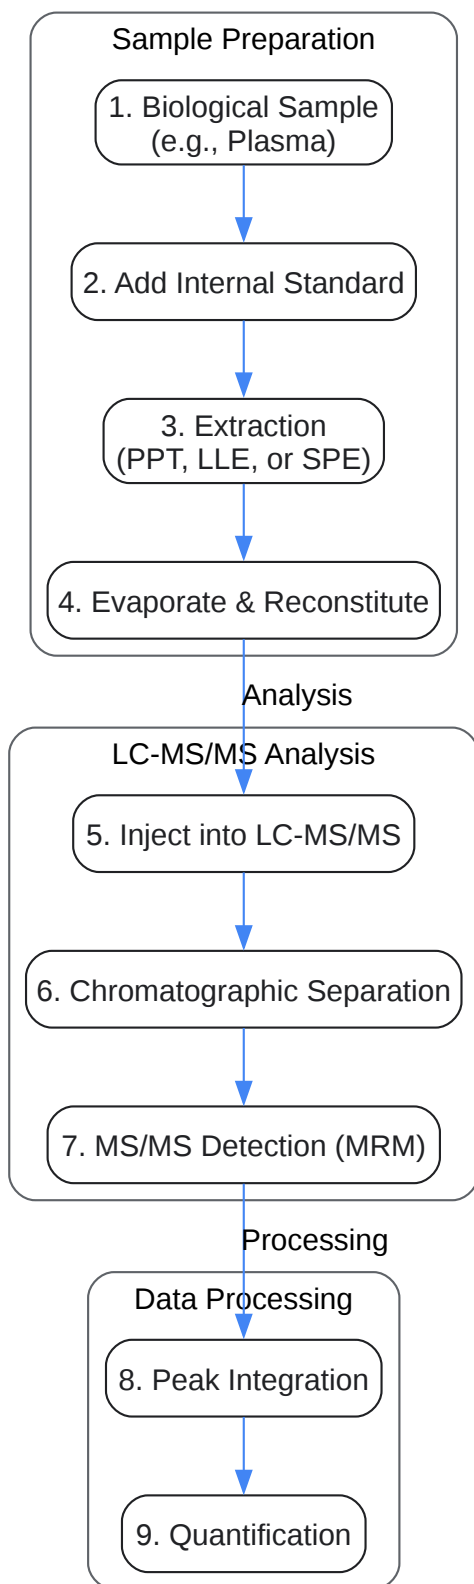 Sample Preparation
1. Biological Sample
(e.g., Plasma)
2. Add Internal Standard
3. Extraction
(PPT, LLE, or SPE)
4. Evaporate & Reconstitute
Analysis
LC-MS/MS Analysis
5. Inject into LC-MS/MS
6. Chromatographic Separation
7. MS/MS Detection (MRM)
Processing
Data Processing
8. Peak Integration
9. Quantification